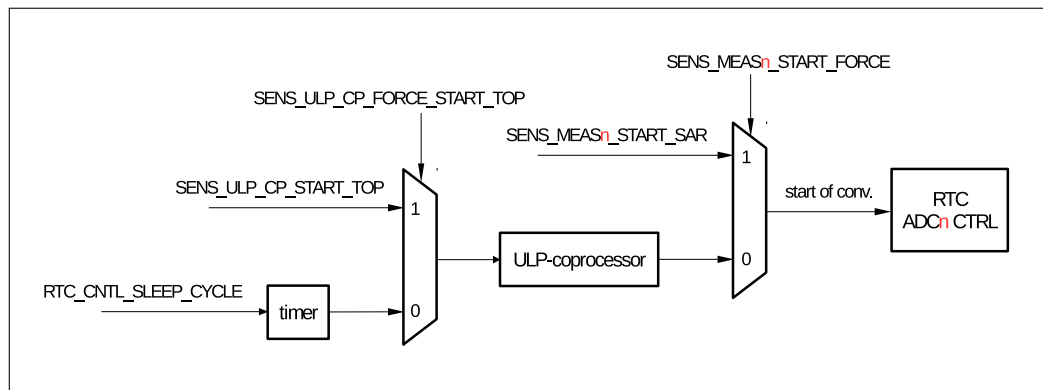 SENS_MEASn_START_FORCE
SENS_ULP_CP_FORCE_START_TOP
SENS_MEASn_START_SAR
1
SENS_ULP_CP_START_TOP
1
start of conv.
RTC
ADCn CTRL
ULP-coprocessor
0
RTC_CNTL_SLEEP_CYCLE
timer
0